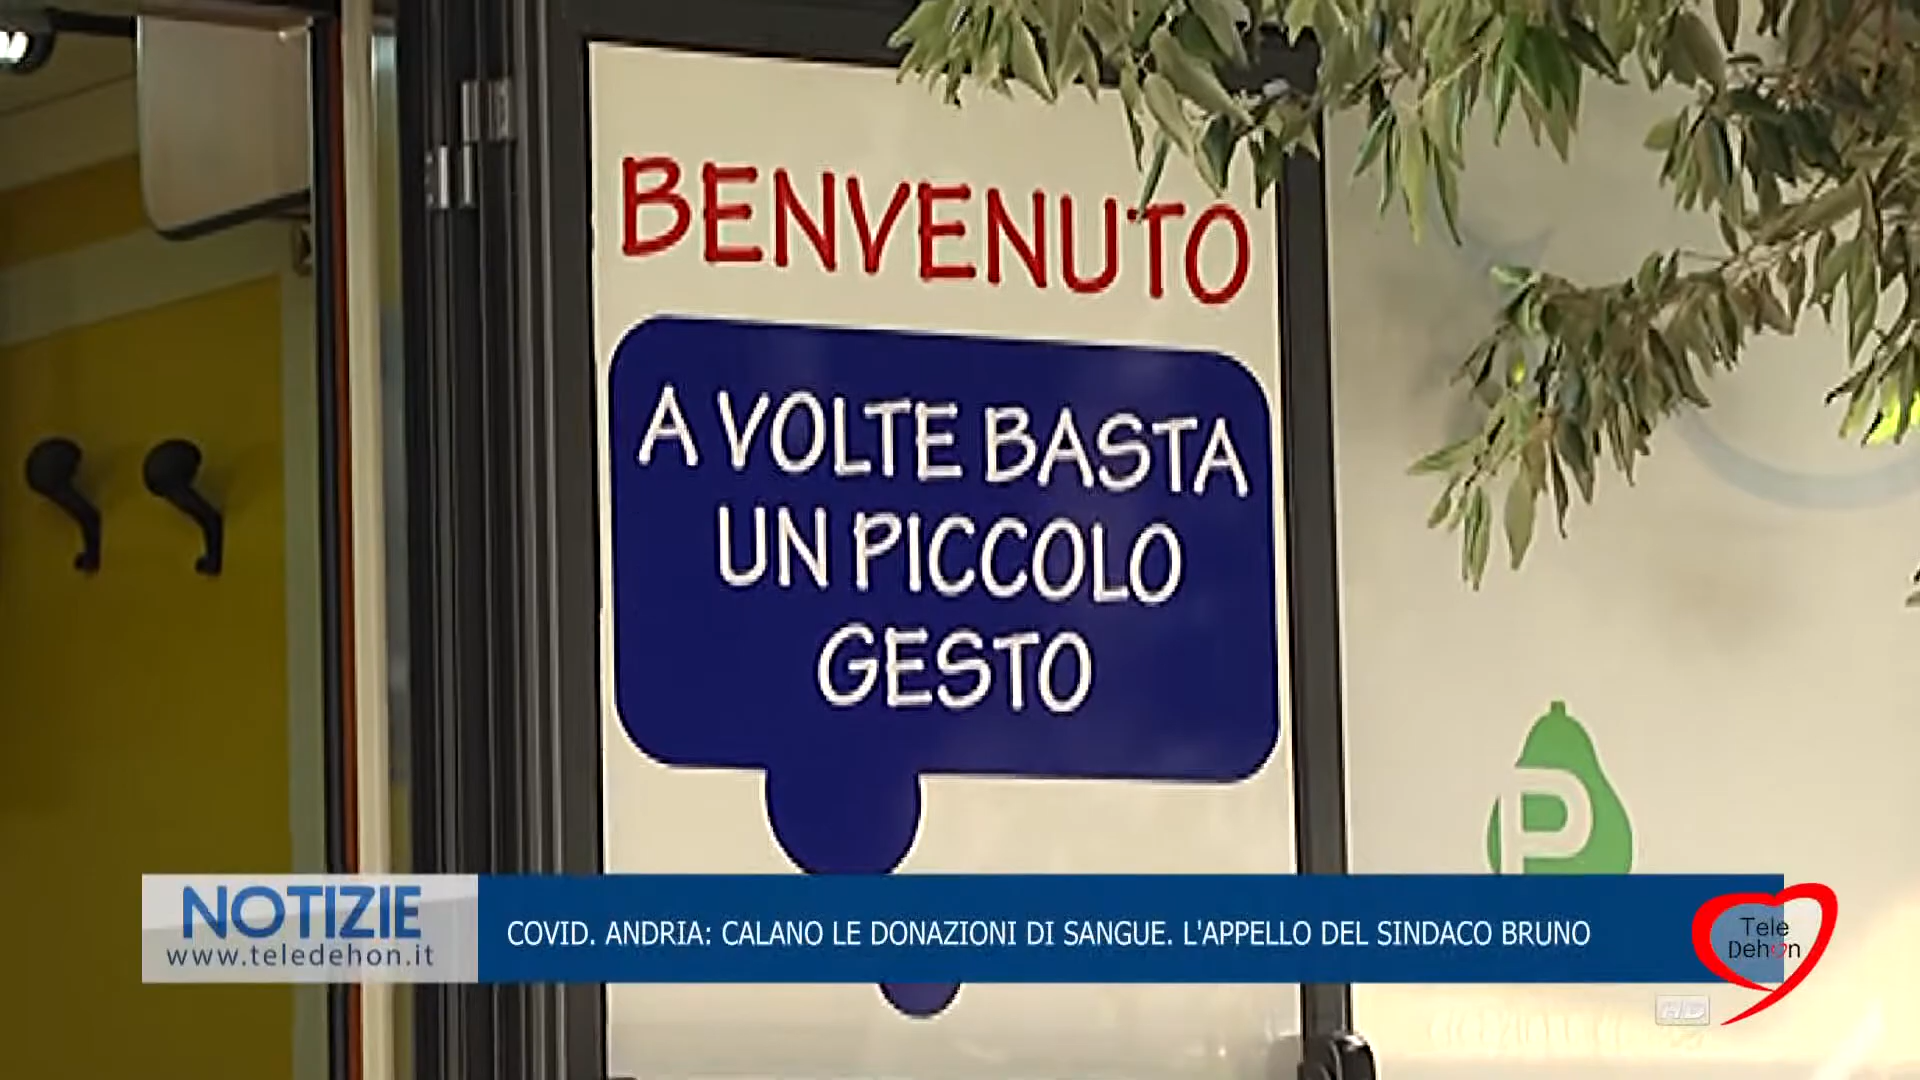 BENVENUTO
A VOLTE BASTA
UN PICCOLO
GESTO
P
NOTIZIE
www.teledehon.it
COVID. ANDRIA: CALANO LE DONAZIONI DI SANGUE. L'APPELLO DEL SINDACO BRUNO
Tele
Dehon
HD